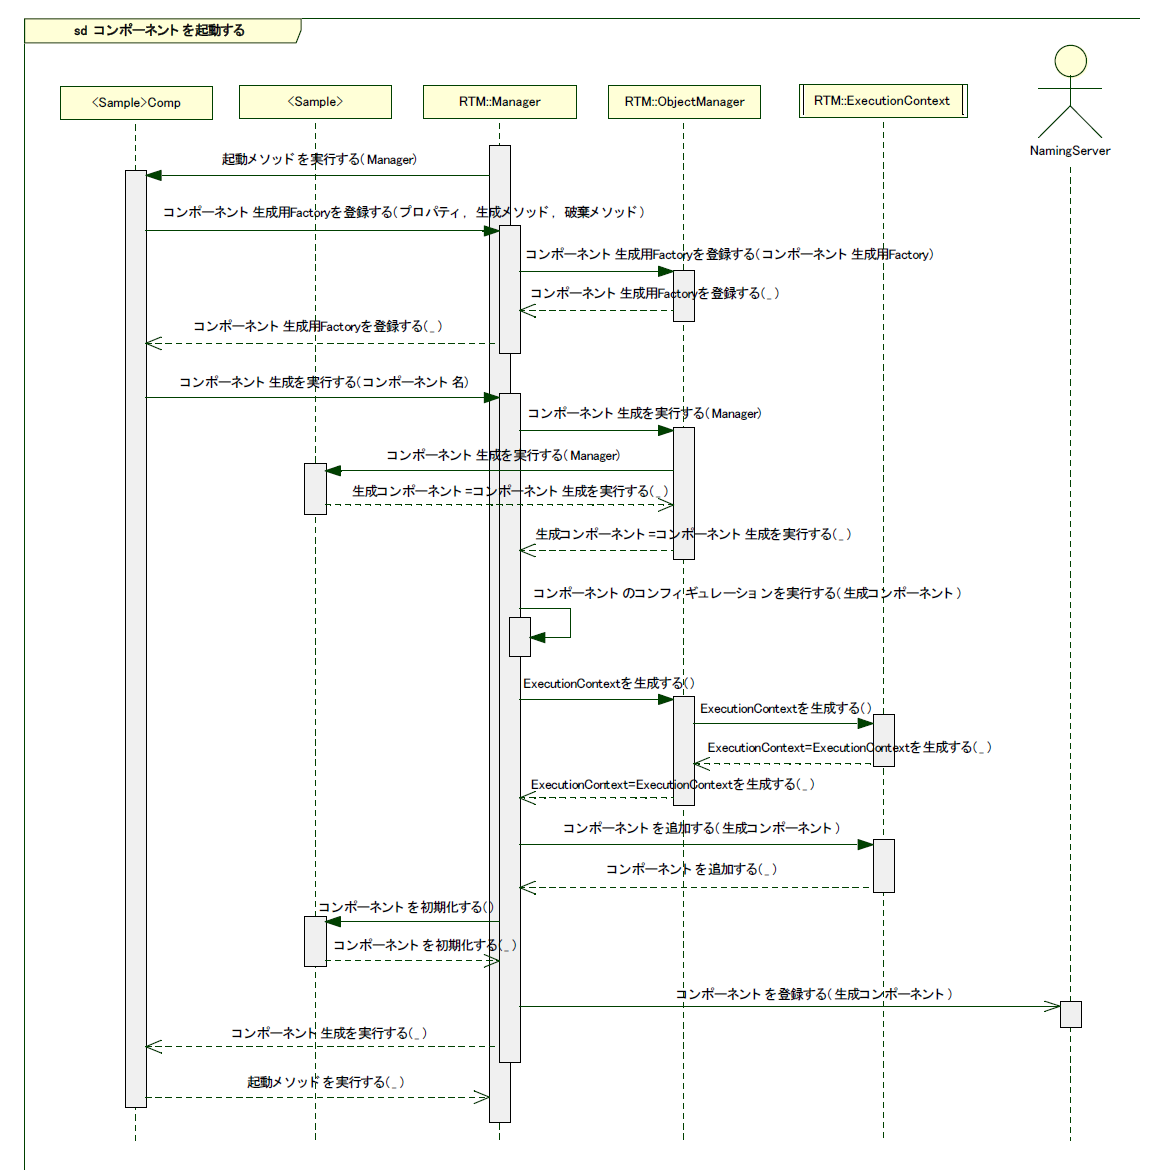 sd コンポーネントを起動する
<Sample>Comp
<Sample>
RTM::Manager
RTM::ObjectManager
RTM::ExecutionContext
NamingServer
起動メソッドを実行する(Manager)
コンポーネント生成用Factoryを登録する(プロパティ, 生成メソッド, 破棄メソッド)
コンポーネント生成用Factoryを登録する(コンポーネント生成用Factory)
コンポーネント生成用Factoryを登録する(_)
コンポーネント生成用Factoryを登録する(_)
コンポーネント生成を実行する(コンポーネント名)
コンポーネント生成を実行する(Manager)
コンポーネント生成を実行する(Manager)
生成コンポーネント=コンポーネント生成を実行する(_)
生成コンポーネント=コンポーネント生成を実行する(_)
コンポーネントのコンフィギュレーションを実行する(生成コンポーネント)
ExecutionContextを生成する()
ExecutionContextを生成する()
ExecutionContext=ExecutionContextを生成する(_)
ExecutionContext=ExecutionContextを生成する(_)
コンポーネントを追加する(生成コンポーネント)
コンポーネントを追加する(_)
コンポーネントを初期化する()
コンポーネントを初期化する(_)
コンポーネントを登録する(生成コンポーネント)
コンポーネント生成を実行する(_)
起動メソッドを実行する(_)